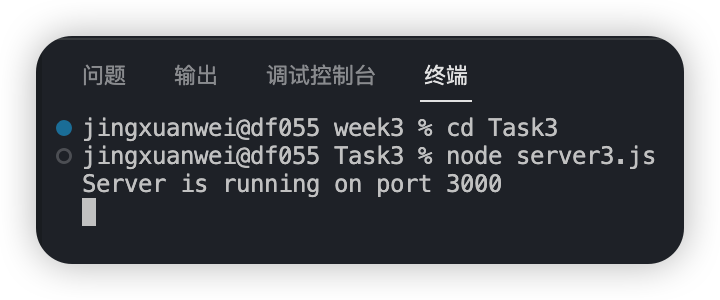 问题 输出 调试控制台 终端
jingxuanwei@df055 week3 % cd Task3
jingxuanwei@df055 Task3 % node server3.js
Server is running on port 3000